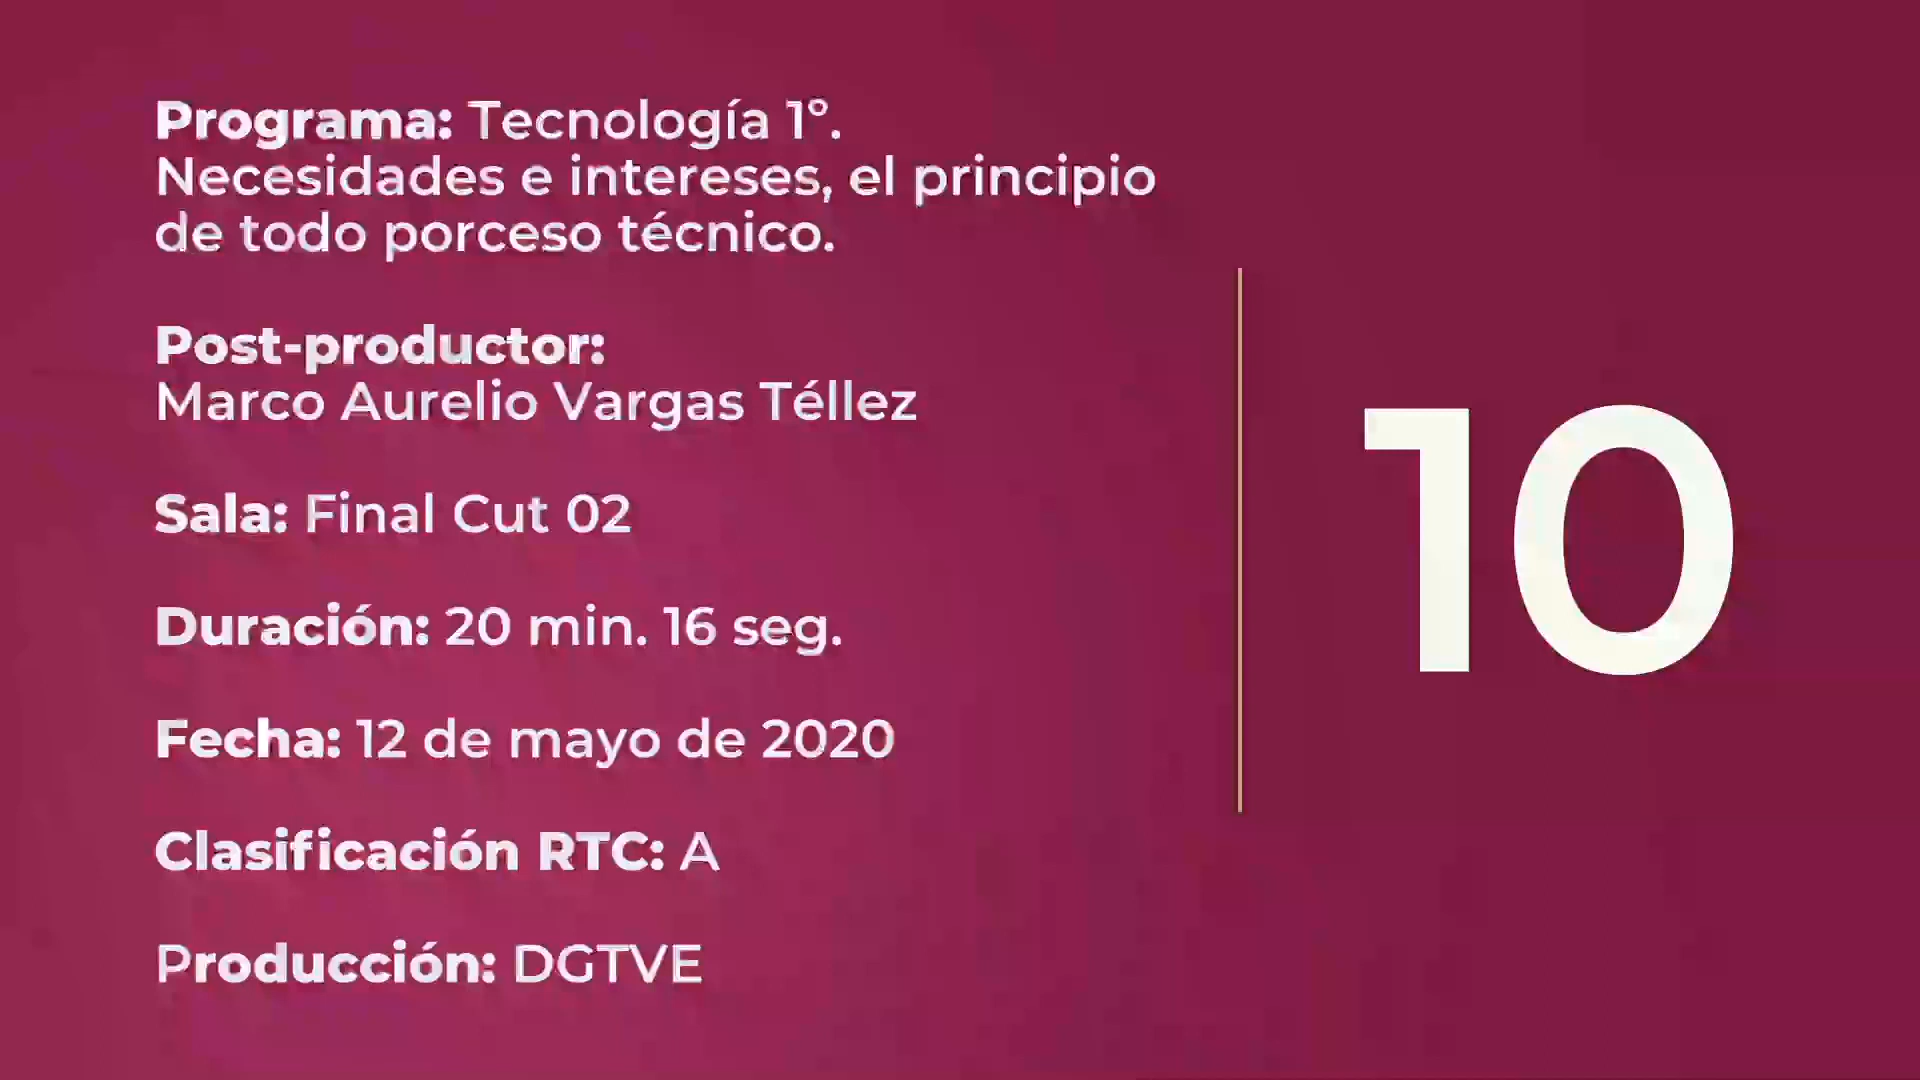 Programa: Tecnología 1º.
Necesidades e intereses, el principio
de todo porceso técnico.
Post-productor:
Marco Aurelio Vargas Téllez
Sala: Final Cut 02
Duración: 20 min. 16 seg.
Fecha: 12 de mayo de 2020
Clasificación RTC: A
Producción: DGTVE
10